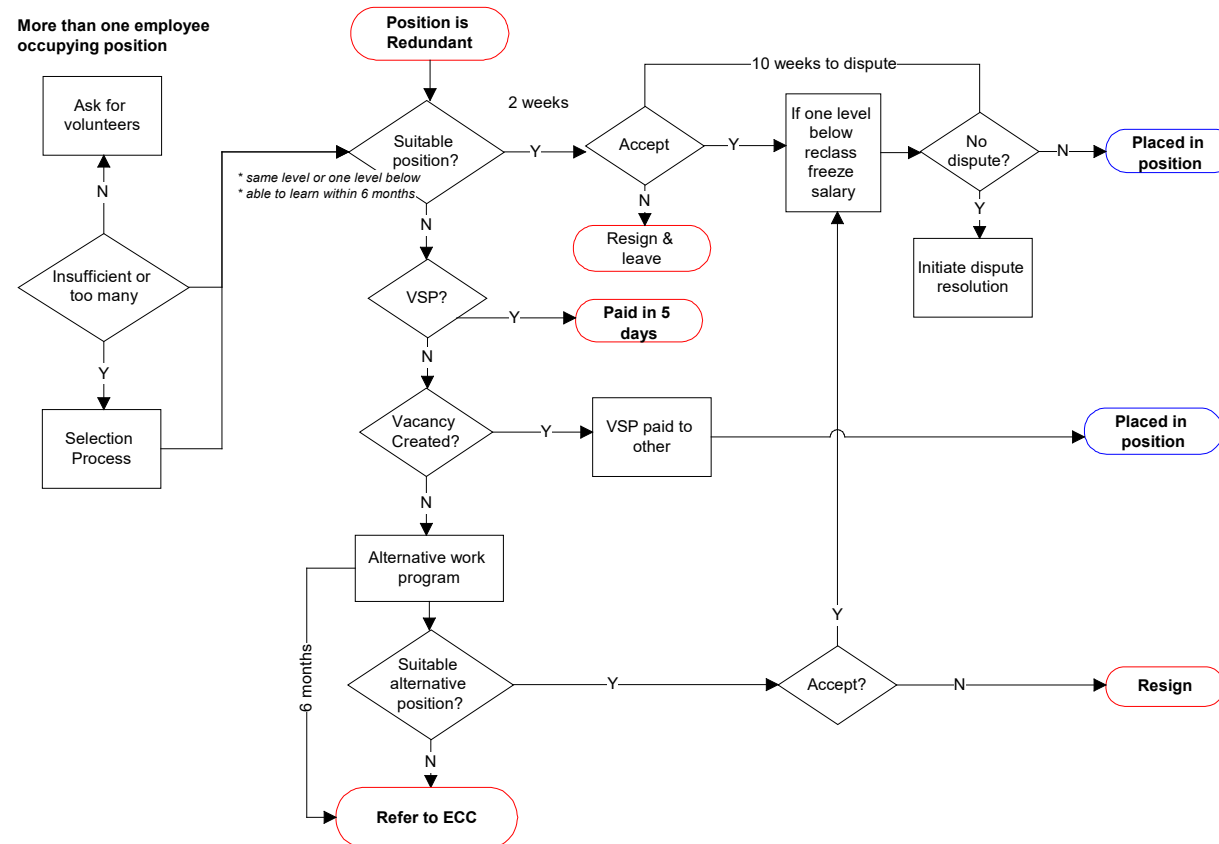 More than one employee
occupying position
Position is
Redundant
Ask for
volunteers
2 weeks
10 weeks to dispute
Suitable
position?
* same level or one level below
* able to learn within 6 months
Y
Accept
Y
If one level
below
reclass
freeze
salary
No
dispute?
N
Placed in
position
N
N
N
Y
Resign &
leave
Initiate dispute
resolution
Insufficient or
too many
VSP?
Y
Paid in 5
days
Y
N
Selection
Process
Vacancy
Created?
Y
VSP paid to
other
Placed in
position
N
Alternative work
program
6 months
Y
Suitable
alternative
position?
Y
Accept?
N
Resign
N
Refer to ECC